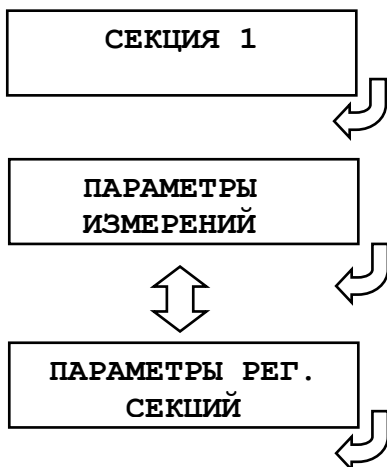 СЕКЦИЯ 1
ПАРАМЕТРЫ
ИЗМЕРЕНИЙ
ПАРАМЕТРЫ РЕГ.
СЕКЦИЙ